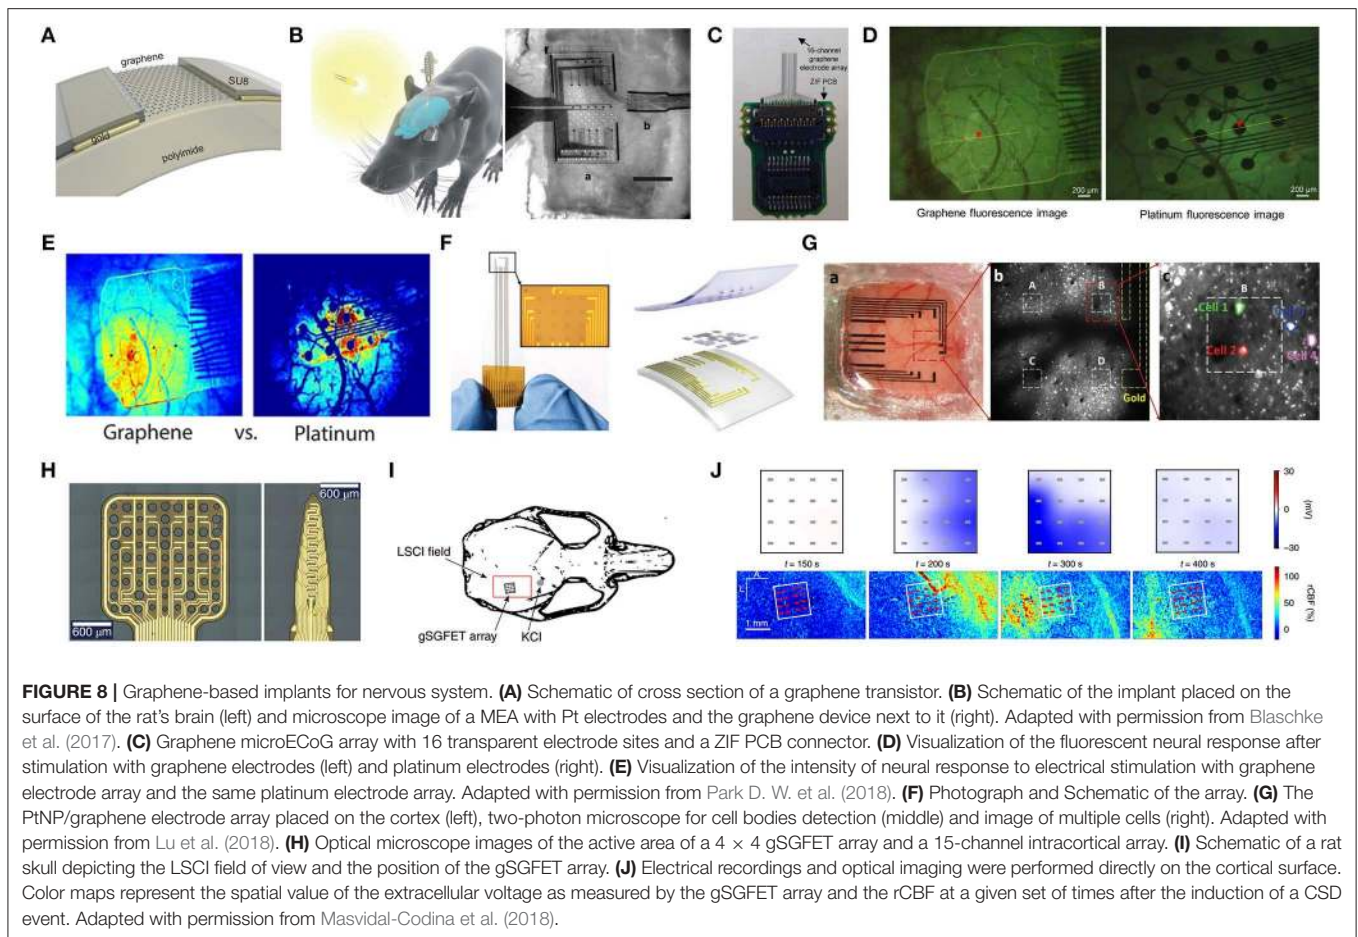 A
graphene
SU8
gold
polyimide
B
f
b
a
C
16-channel
graphene
electrode
array
ZIF PCB
D
200 µm
200 µm
Graphene fluorescence image
Platinum fluorescence image
E
Graphene vs. Platinum
F
G
a
b
A
B
C
D
Gold
c
B
Cell 1
Cell 2
Cell 4
H
600 µm
600 µm
I
LSCI field
gSGFET
array
KCl
J
30
(mV)
−30
t = 150 s
t = 200 s
t = 300 s
t = 400 s
1 mm
100
50
0
rCBF (%)
FIGURE 8 | Graphene-based implants for nervous system. (A) Schematic of cross section of a graphene transistor. (B) Schematic of the implant placed on the
surface of the rat's brain (left) and microscope image of a MEA with Pt electrodes and the graphene device next to it (right). Adapted with permission from Blaschke
et al. (2017). (C) Graphene microECoG array with 16 transparent electrode sites and a ZIF PCB connector. (D) Visualization of the fluorescent neural response after
stimulation with graphene electrodes (left) and platinum electrodes (right). (E) Visualization of the intensity of neural response to electrical stimulation with graphene
electrode array and the same platinum electrode array. Adapted with permission from Park D. W. et al. (2018). (F) Photograph and Schematic of the array. (G) The
PtNP/graphene electrode array placed on the cortex (left), two-photon microscope for cell bodies detection (middle) and image of multiple cells (right). Adapted with
permission from Lu et al. (2018). (H) Optical microscope images of the active area of a 4 × 4 gSGFET array and a 15-channel intracortical array. (I) Schematic of a rat
skull depicting the LSCI field of view and the position of the gSGFET array. (J) Electrical recordings and optical imaging were performed directly on the cortical surface.
Color maps represent the spatial value of the extracellular voltage as measured by the gSGFET array and the rCBF at a given set of times after the induction of a CSD
event. Adapted with permission from Masvidal-Codina et al. (2018).